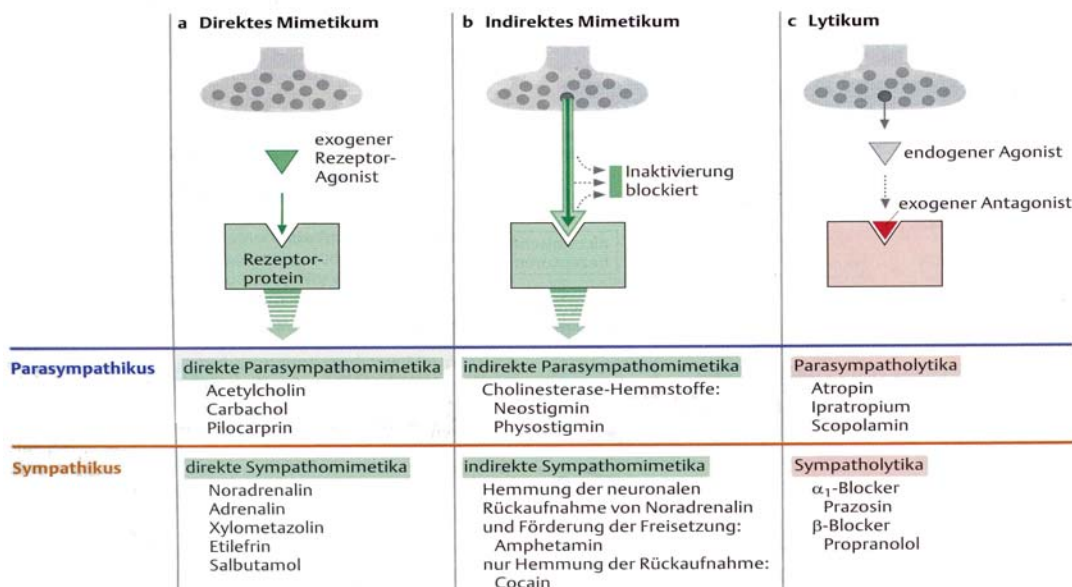 a Direktes Mimetikum
b Indirektes Mimetikum
c Lytikum
exogener
Rezeptor-
Agonist
Rezeptor-
protein
Inaktivierung
blockiert
endogener Agonist
exogener Antagonist
Parasympathikus
direkte Parasympathomimetika
Acetylcholin
Carbachol
Pilocarprin
indirekte Parasympathomimetika
Cholinesterase-Hemmstoffe:
Neostigmin
Physostigmin
Parasympatholytika
Atropin
Ipratropium
Scopolamin
Sympathikus
direkte Sympathomimetika
Noradrenalin
Adrenalin
Xylometazolin
Etilefrin
Salbutamol
indirekte Sympathomimetika
Hemmung der neuronalen
Rückaufnahme von Noradrenalin
und Förderung der Freisetzung:
Amphetamin
nur Hemmung der Rückaufnahme:
Cocain
Sympatholytika
α₁-Blocker
Prazosin
β-Blocker
Propranolol